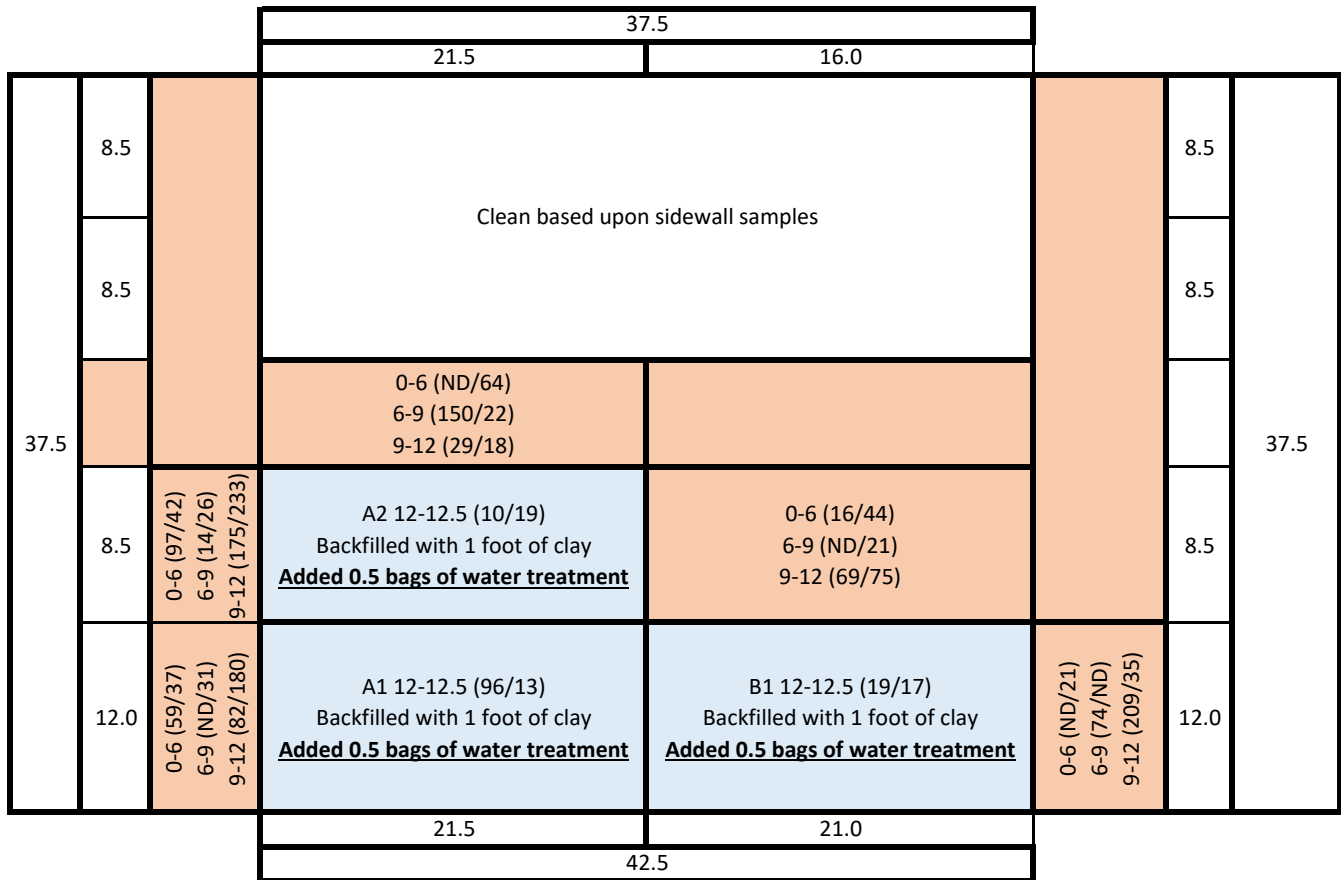 37.5
21.5 16.0
8.5 8.5
Clean based upon sidewall samples
8.5 8.5
0-6 (ND/64)
6-9 (150/22)
9-12 (29/18)
37.5 37.5
8.5
0-6 (97/42)
6-9 (14/26)
9-12 (175/233)
A2 12-12.5 (10/19)
Backfilled with 1 foot of clay
Added 0.5 bags of water treatment
0-6 (16/44)
6-9 (ND/21)
9-12 (69/75)
8.5
12.0
0-6 (59/37)
6-9 (ND/31)
9-12 (82/180)
A1 12-12.5 (96/13)
Backfilled with 1 foot of clay
Added 0.5 bags of water treatment
B1 12-12.5 (19/17)
Backfilled with 1 foot of clay
Added 0.5 bags of water treatment
0-6 (ND/21)
6-9 (74/ND)
9-12 (209/35)
12.0
21.5 21.0
42.5